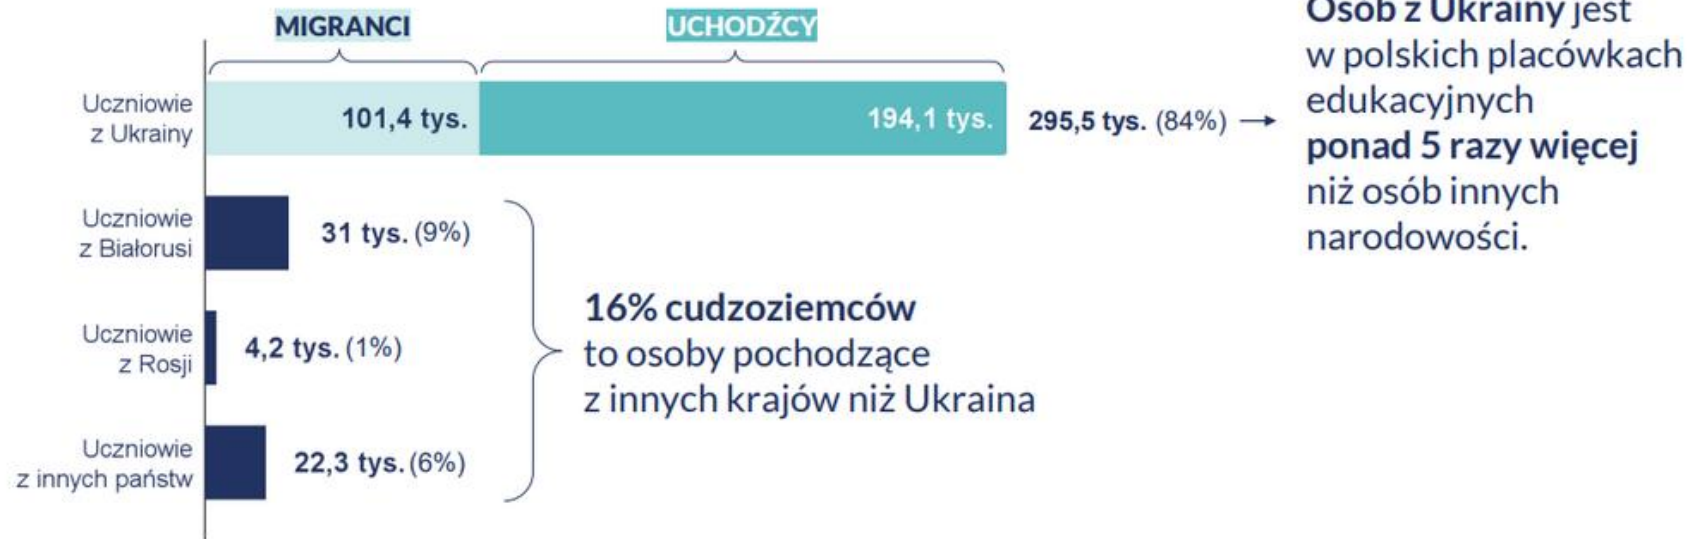 MIGRANCI
UCHODŹCY
Uczniowie
z Ukrainy
101,4 tys.
194,1 tys.
295,5 tys. (84%)
Osób z Ukrainy jest
w polskich placówkach
edukacyjnych
ponad 5 razy więcej
niż osób innych
narodowości.
Uczniowie
z Białorusi
31 tys. (9%)
Uczniowie
z Rosji
4,2 tys. (1%)
Uczniowie
z innych państw
22,3 tys. (6%)
16% cudzoziemców
to osoby pochodzące
z innych krajów niż Ukraina